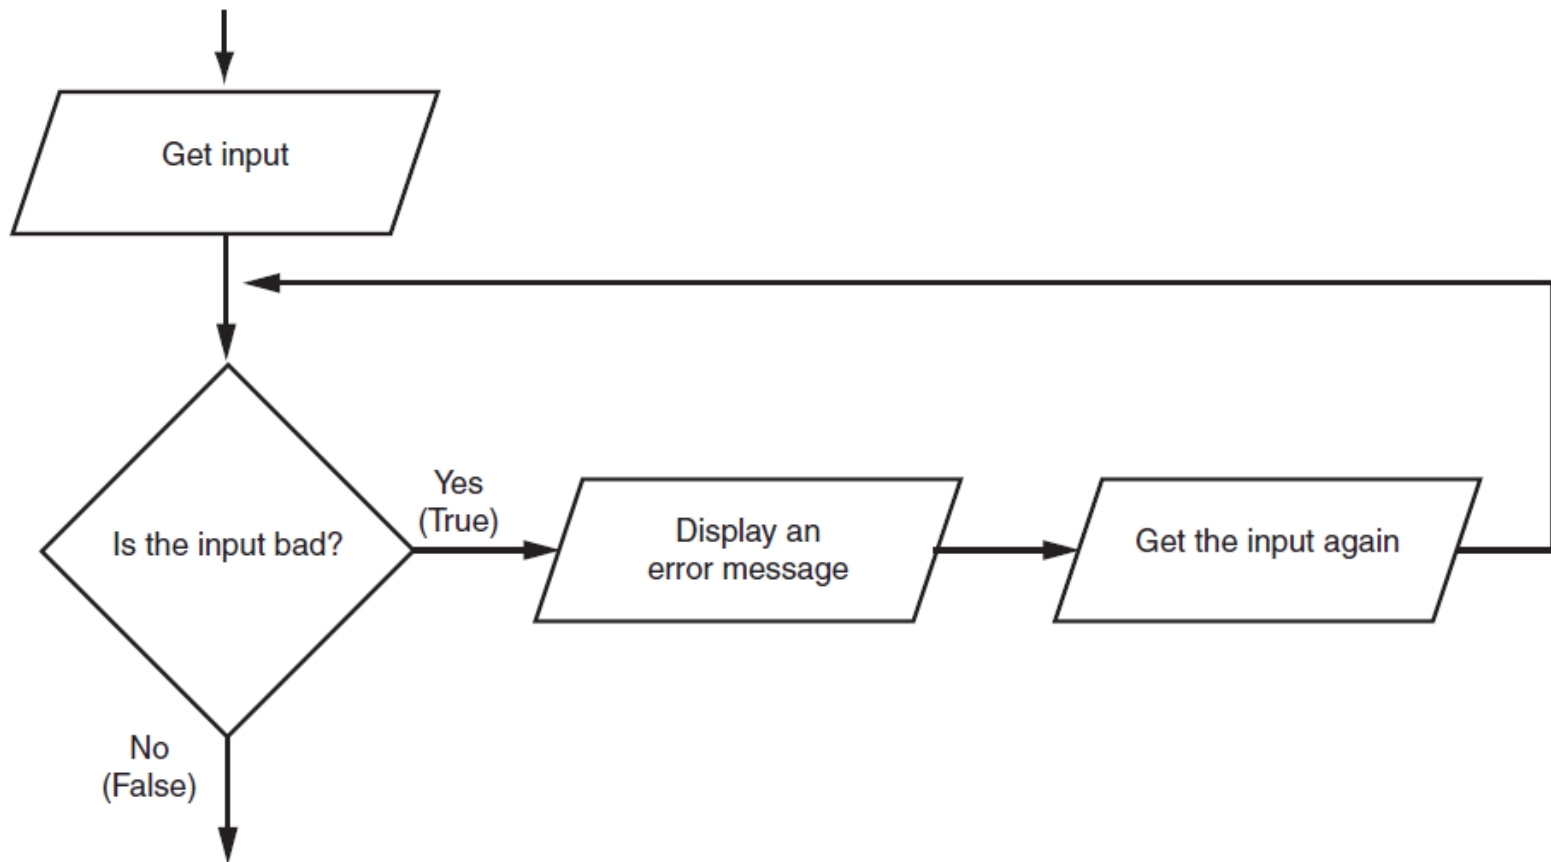 Get input
Is the input bad?
Yes
(True)
Display an
error message
Get the input again
No
(False)